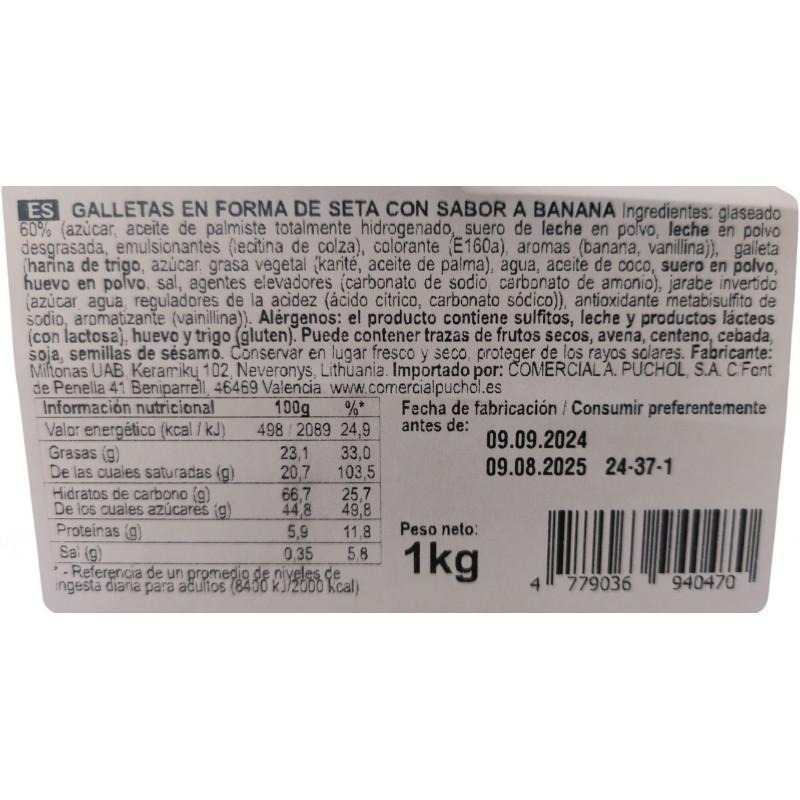 ES GALLETAS EN FORMA DE SETA CON SABOR A BANANA Ingredientes: glaseado
60% (azúcar, aceite de palmiste totalmente hidrogenado, suero de leche en polvo, leche en polvo
desgrasada, emulsionantes (lecitina de colza), colorante (E160a), aromas (banana, vanillina)), galleta
(harina de trigo, azúcar, grasa vegetal (karité, aceite de palma), agua, aceite de coco, suero en polvo,
huevo en polvo, sal, agentes elevadores (carbonato de sodio, carbonato de amonio), jarabe invertido
(azúcar, agua, reguladores de la acidez (ácido cítrico, carbonato sódico)), antioxidante metabisulfito de
sodio, aromatizante (vainillina)). Alérgenos: el producto contiene sulfitos, leche y productos lácteos
(con lactosa), huevo y trigo (gluten). Puede contener trazas de frutos secos, avena, centeno, cebada,
soja, semillas de sésamo. Conservar en lugar fresco y seco, proteger de los rayos solares. Fabricante:
Miltonas UAB, Keramikų 102, Neveronys, Lithuania. Importado por: COMERCIAL A. PUCHOL, S.A. C.Font
de Penella 41 Beniparrell, 46469 Valencia. www.comercialpuchol.es
Información nutricional 100g %*
Valor energético (kcal / kJ) 498 / 2089 24,9
Grasas (g) 23,1 33,0
De las cuales saturadas (g) 20,7 103,5
Hidratos de carbono (g) 66,7 25,7
De los cuales azúcares (g) 44,8 49,8
Proteínas (g) 5,9 11,8
Sal (g) 0,35 5,8
* - Referencia de un promedio de niveles de
ingesta diaria para adultos (8400 kJ/2000 kcal)
Fecha de fabricación / Consumir preferentemente
antes de:
09.09.2024
09.08.2025 24-37-1
Peso neto:
1kg
4 779036 940470